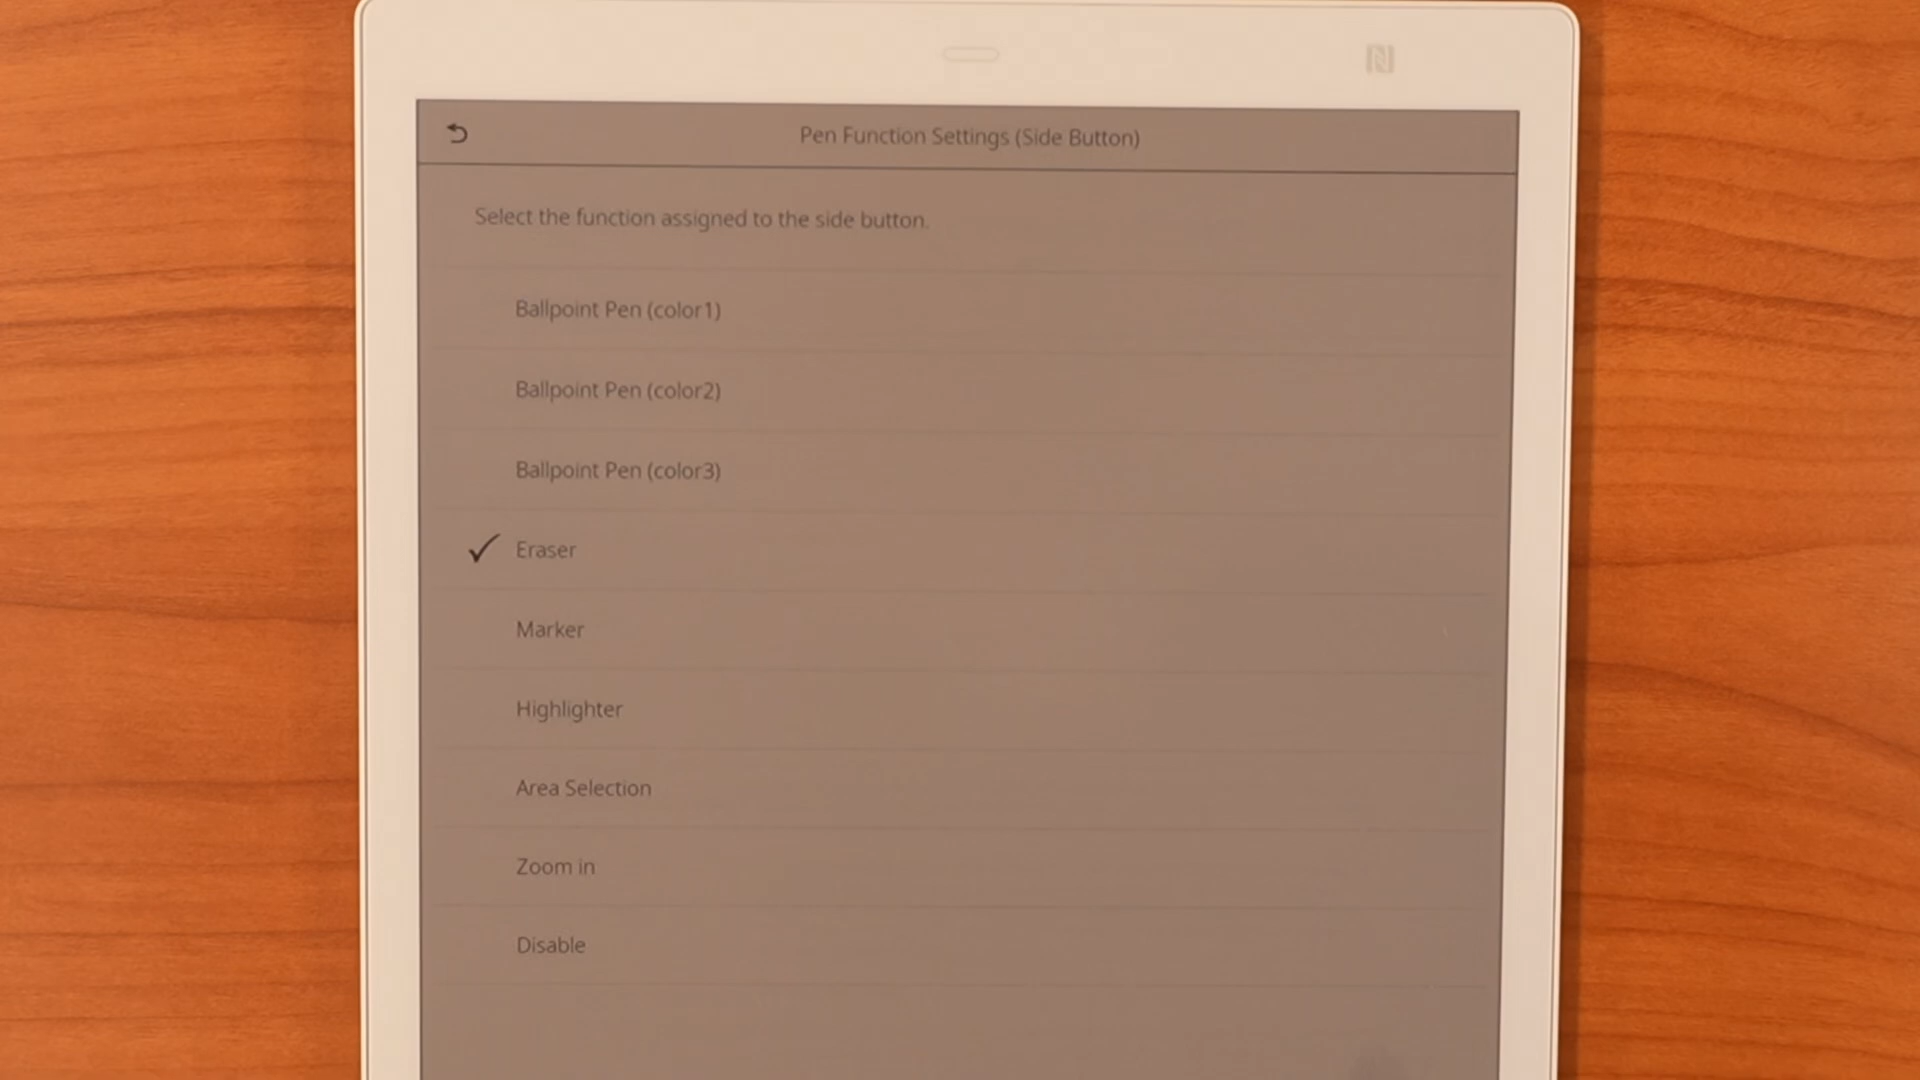 Pen Function Settings (Side Button)
Select the function assigned to the side button.
Ballpoint Pen (color1)
Ballpoint Pen (color2)
Ballpoint Pen (color3)
Eraser
Marker
Highlighter
Area Selection
Zoom in
Disable